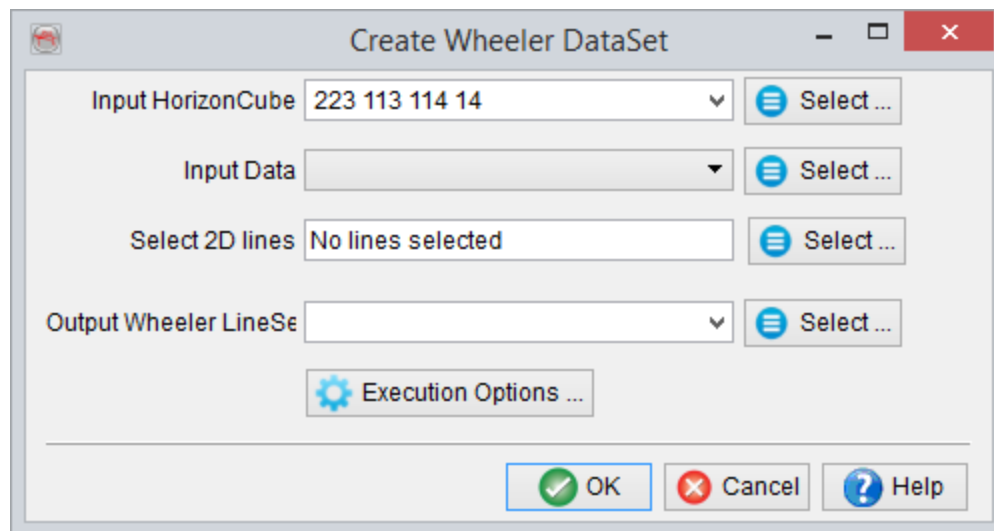 Create Wheeler DataSet
Input HorizonCube 223 113 114 14 Select ...
Input Data Select ...
Select 2D lines No lines selected Select ...
Output Wheeler LineSe Select ...
Execution Options ...
OK Cancel Help